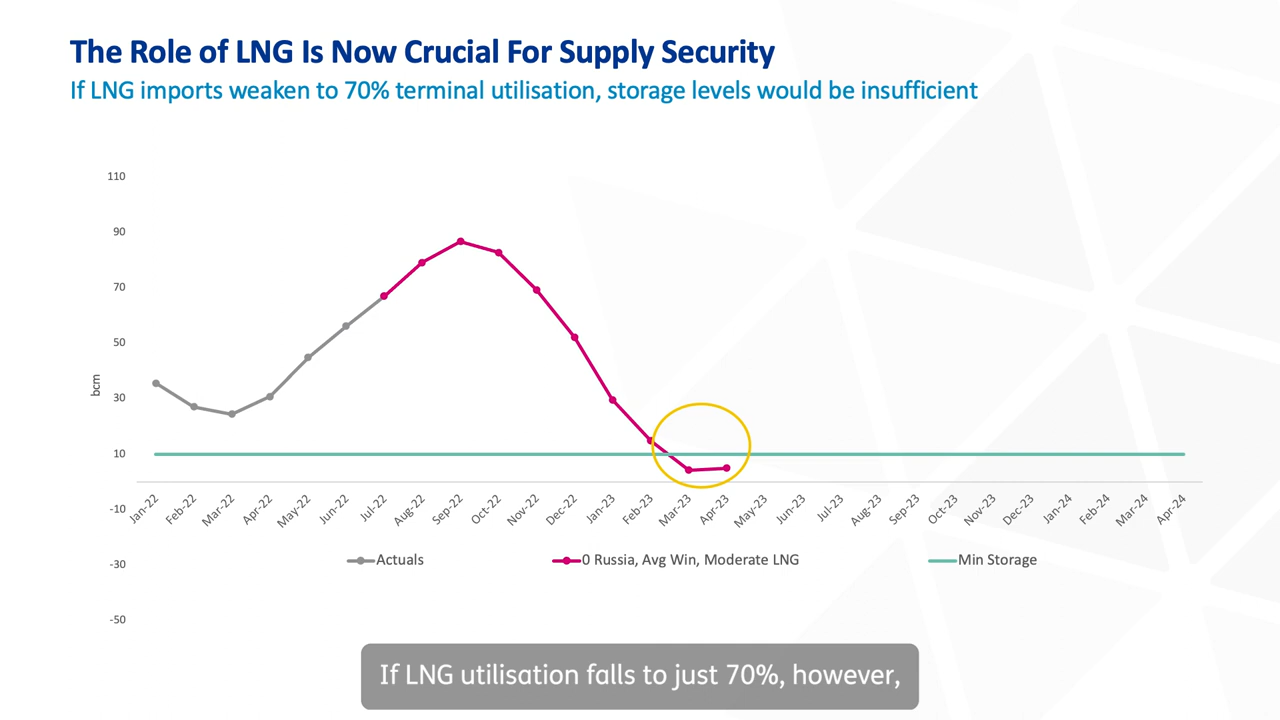 The Role of LNG Is Now Crucial For Supply Security
If LNG imports weaken to 70% terminal utilisation, storage levels would be insufficient
110
90
70
50
30
10
-10
-30
-50
bcm
Jan-22
Feb-22
Mar-22
Apr-22
May-22
Jun-22
Jul-22
Aug-22
Sep-22
Oct-22
Nov-22
Dec-22
Jan-23
Feb-23
Mar-23
Apr-23
May-23
Jun-23
Jul-23
Aug-23
Sep-23
Oct-23
Nov-23
Dec-23
Jan-24
Feb-24
Mar-24
Apr-24
Actuals
0 Russia, Avg Win, Moderate LNG
Min Storage
If LNG utilisation falls to just 70%, however,